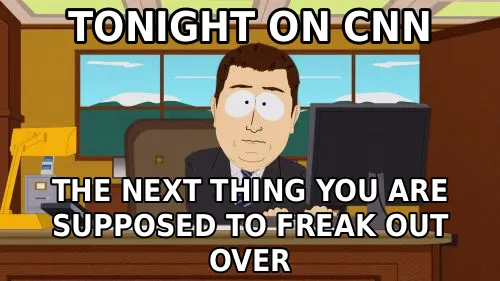 TONIGHT ON CNN
THE NEXT THING YOU ARE
SUPPOSED TO FREAK OUT
OVER